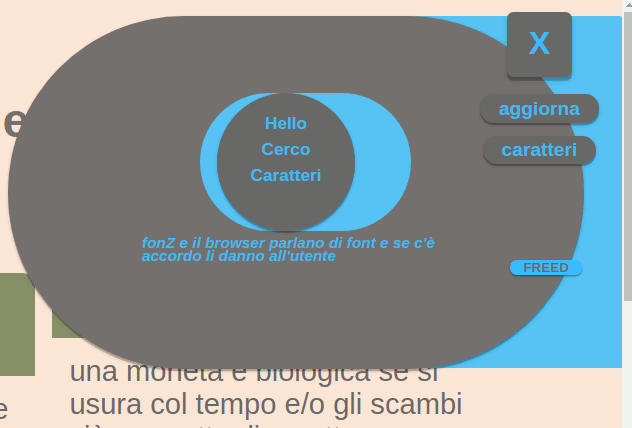 X
Hello
aggiorna
e
Cerco
caratteri
Caratteri
fonZ e il browser parlano di font e se c'è
accordo li danno all'utente
FREED
una moneta è biologica se si
usura col tempo e/o gli scambi
e